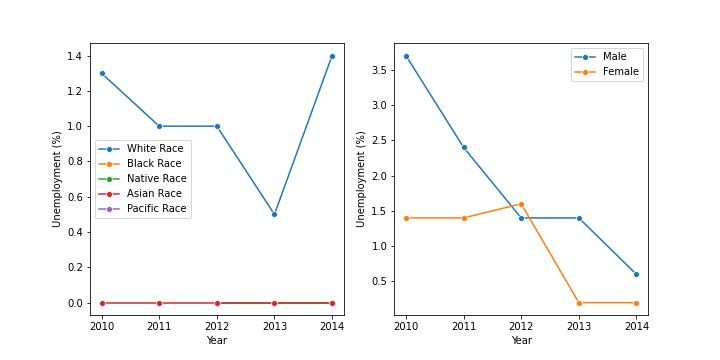 1.4
1.2
1.0
0.8
0.6
0.4
0.2
0.0
Unemployment (%)
White Race
Black Race
Native Race
Asian Race
Pacific Race
2010 2011 2012 2013 2014
Year
3.5
3.0
2.5
2.0
1.5
1.0
0.5
Unemployment (%)
Male
Female
2010 2011 2012 2013 2014
Year